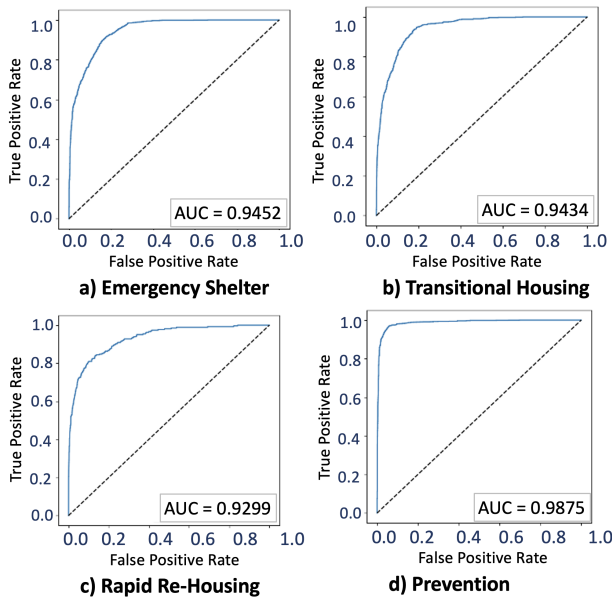 True Positive Rate
1.0
0.8
0.6
0.4
0.2
0.0
AUC = 0.9452
0.0 0.2 0.4 0.6 0.8 1.0
False Positive Rate
a) Emergency Shelter
True Positive Rate
1.0
0.8
0.6
0.4
0.2
0.0
AUC = 0.9434
0.0 0.2 0.4 0.6 0.8 1.0
False Positive Rate
b) Transitional Housing
True Positive Rate
1.0
0.8
0.6
0.4
0.2
0.0
AUC = 0.9299
0.0 0.2 0.4 0.6 0.8 1.0
False Positive Rate
c) Rapid Re-Housing
True Positive Rate
1.0
0.8
0.6
0.4
0.2
0.0
AUC = 0.9875
0.0 0.2 0.4 0.6 0.8 1.0
False Positive Rate
d) Prevention